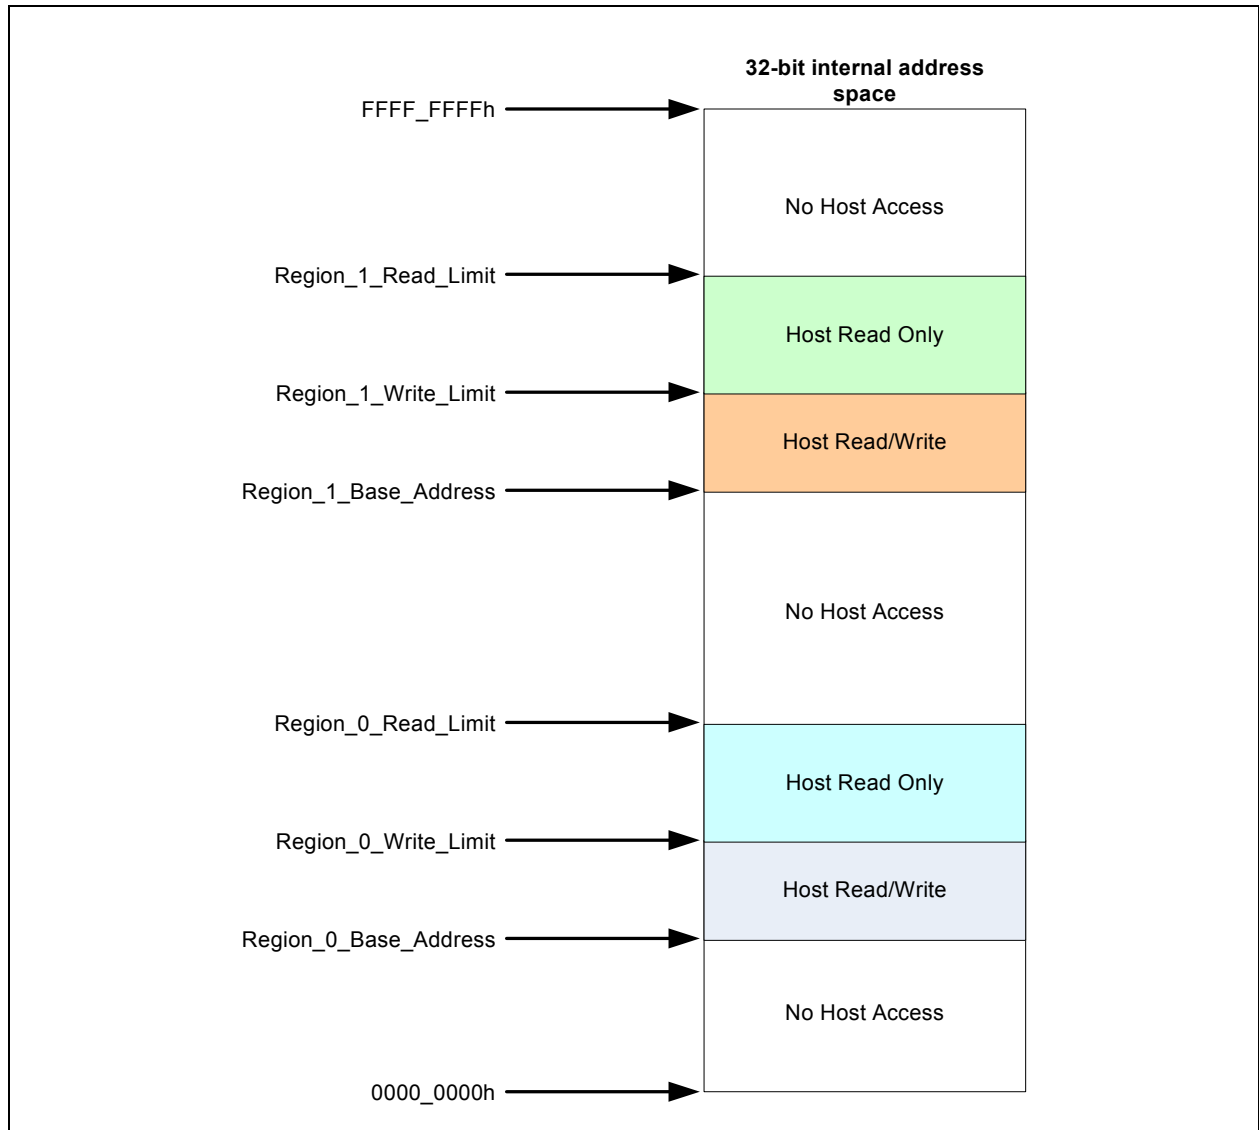 32-bit internal address
space
FFFF_FFFFh
No Host Access
Region_1_Read_Limit
Host Read Only
Region_1_Write_Limit
Host Read/Write
Region_1_Base_Address
No Host Access
Region_0_Read_Limit
Host Read Only
Region_0_Write_Limit
Host Read/Write
Region_0_Base_Address
No Host Access
0000_0000h